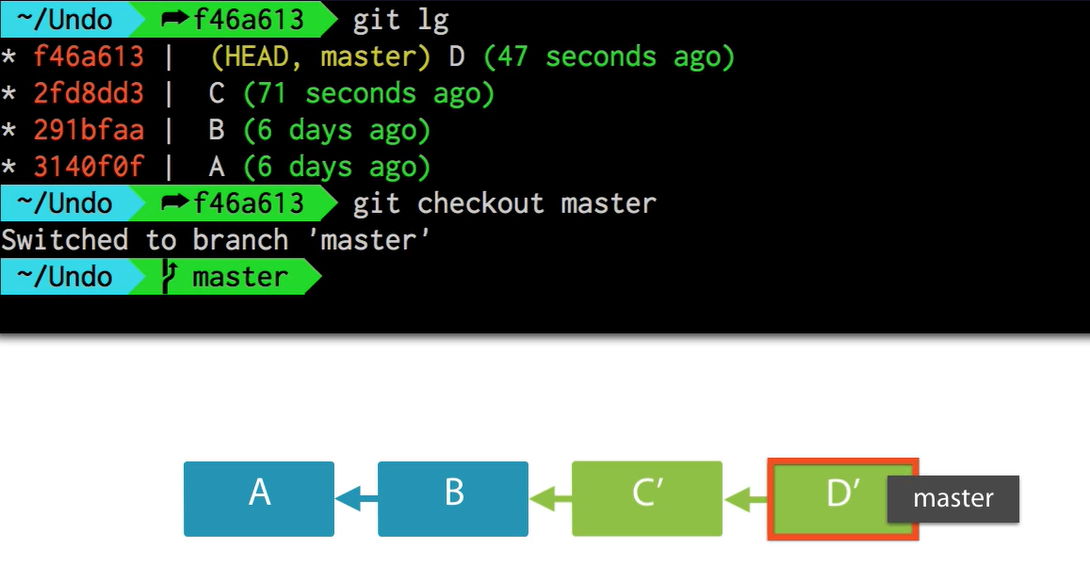 ~/Undo f46a613 git lg
* f46a613 | (HEAD, master) D (47 seconds ago)
* 2fd8dd3 | C (71 seconds ago)
* 291bfaa | B (6 days ago)
* 3140f0f | A (6 days ago)
~/Undo f46a613 git checkout master
Switched to branch 'master'
~/Undo master
A B C′ D′ master